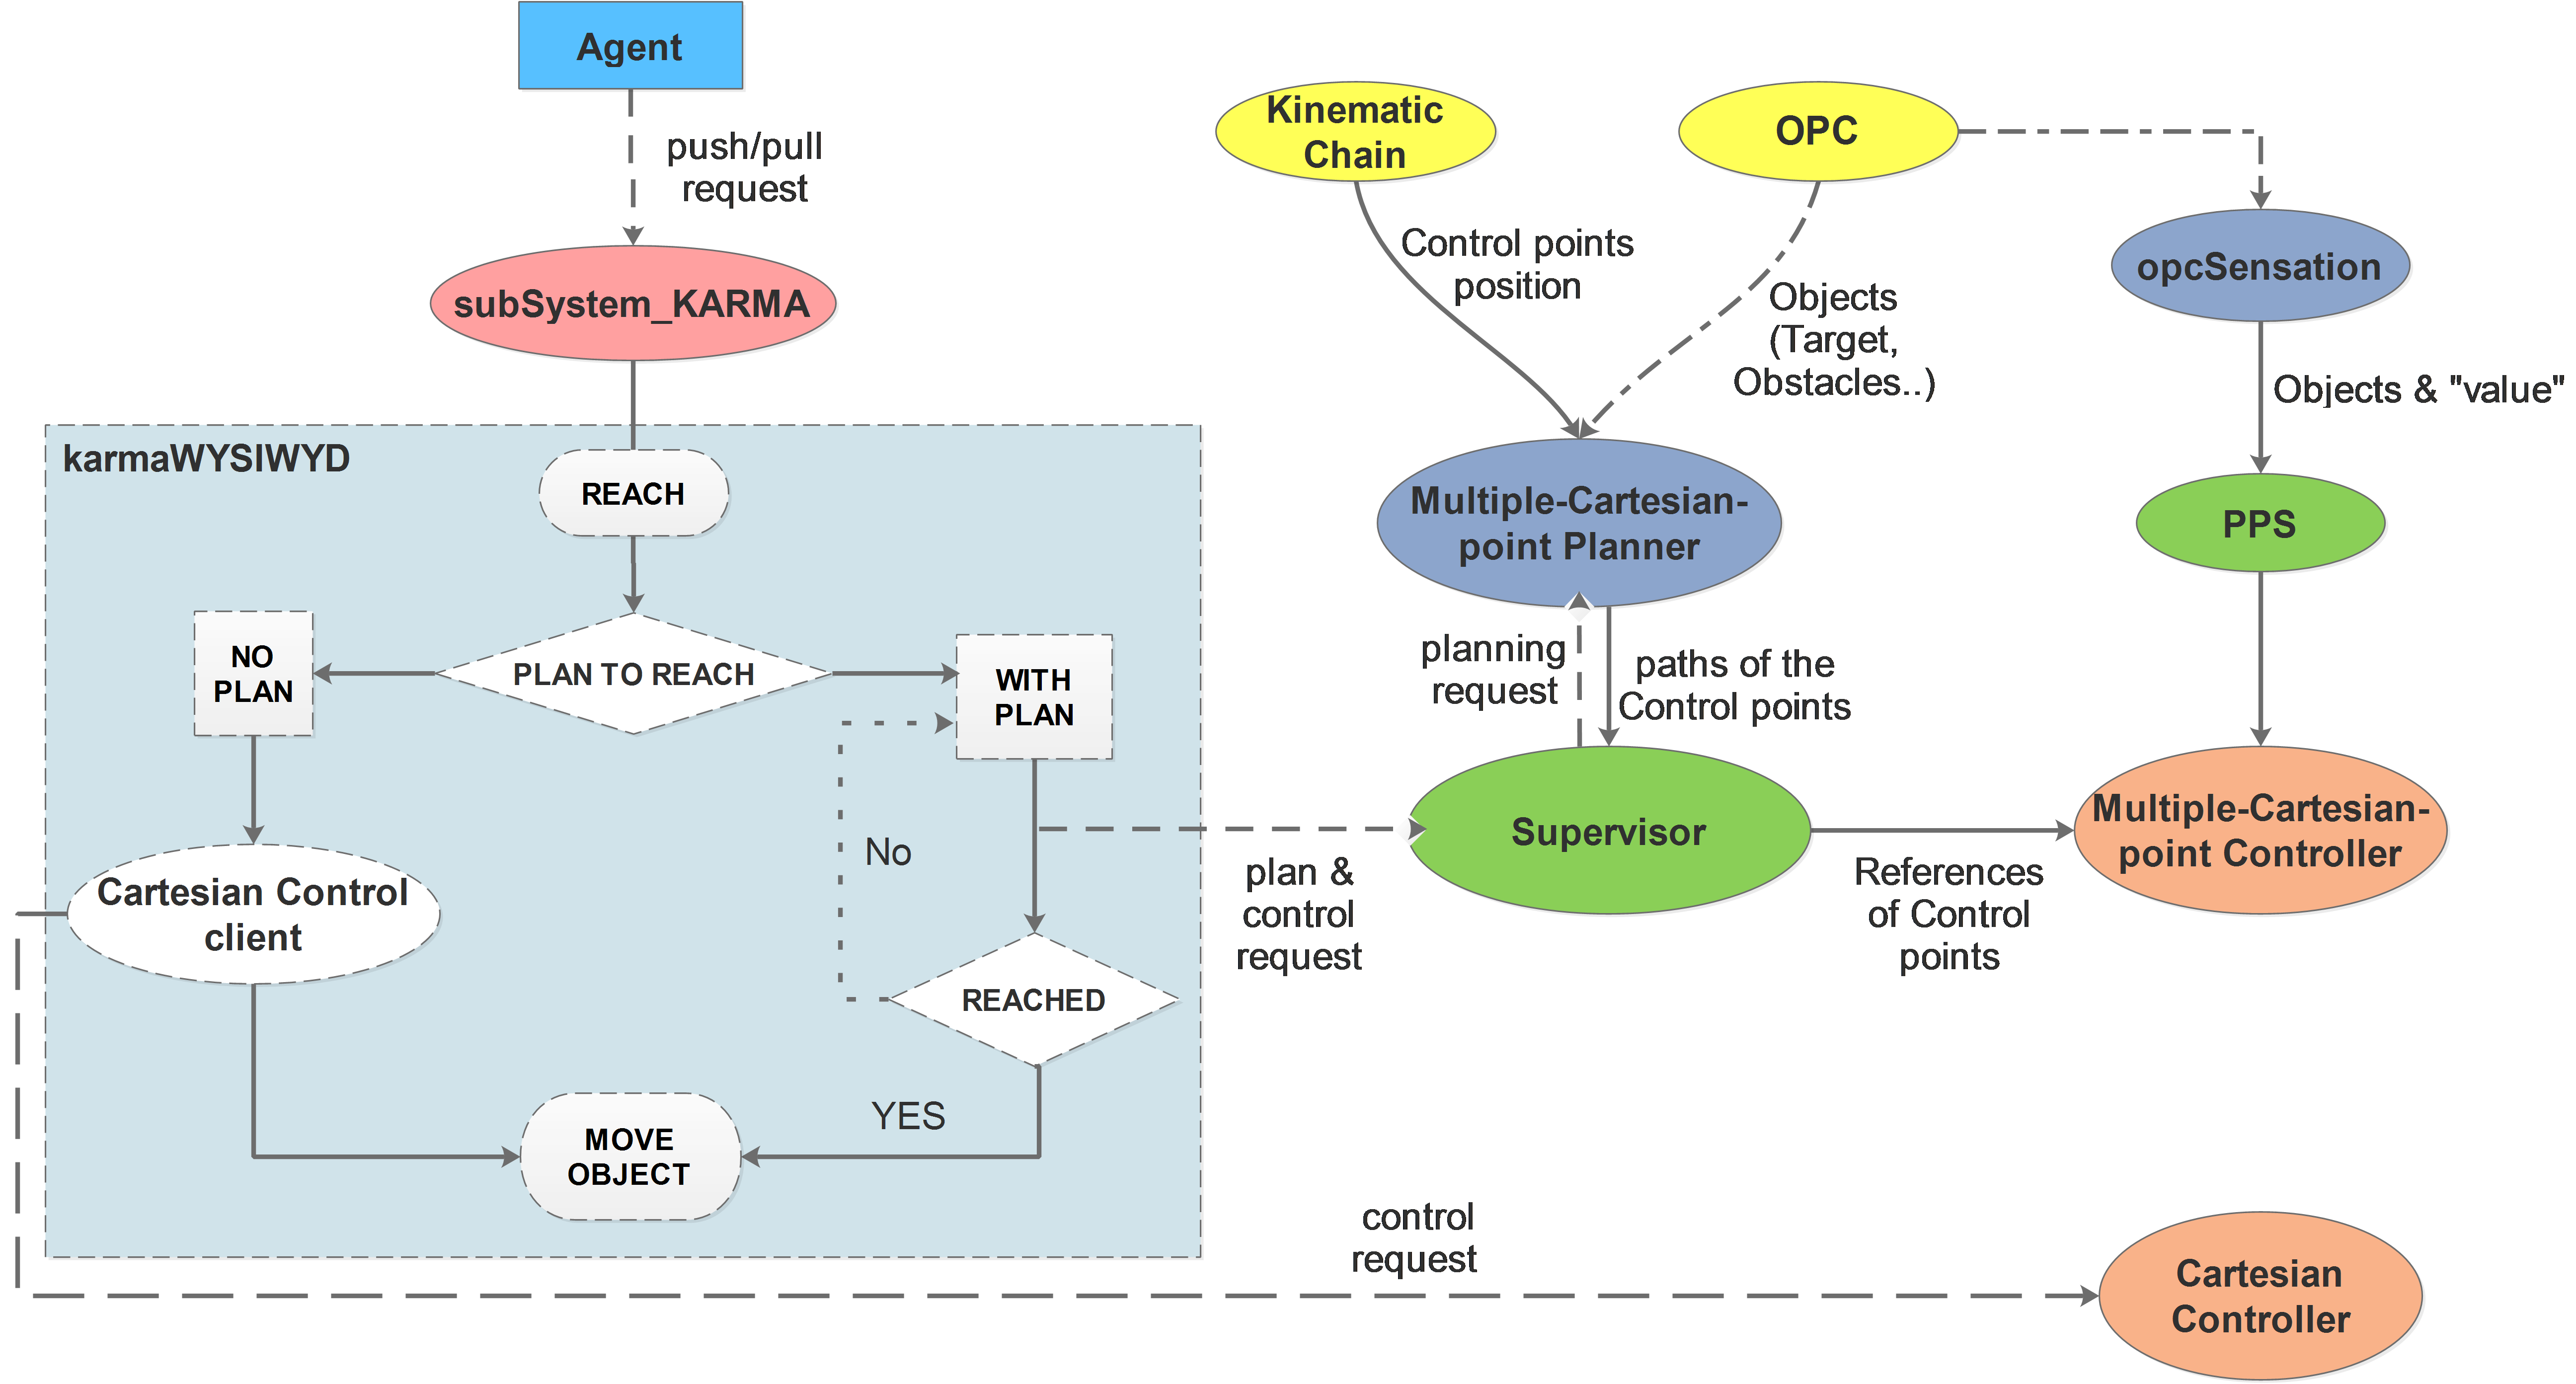 Agent
push/pull
request
subSystem_KARMA
karmaWYSIWYD
REACH
PLAN TO REACH
NO
PLAN
WITH
PLAN
Cartesian Control
client
No
REACHED
YES
MOVE
OBJECT
Kinematic
Chain
OPC
Control points
position
Objects
(Target,
Obstacles..)
opcSensation
Objects & "value"
Multiple-Cartesian-
point Planner
PPS
planning
request
paths of the
Control points
plan &
control
request
Supervisor
References
of Control
points
Multiple-Cartesian-
point Controller
control
request
Cartesian
Controller